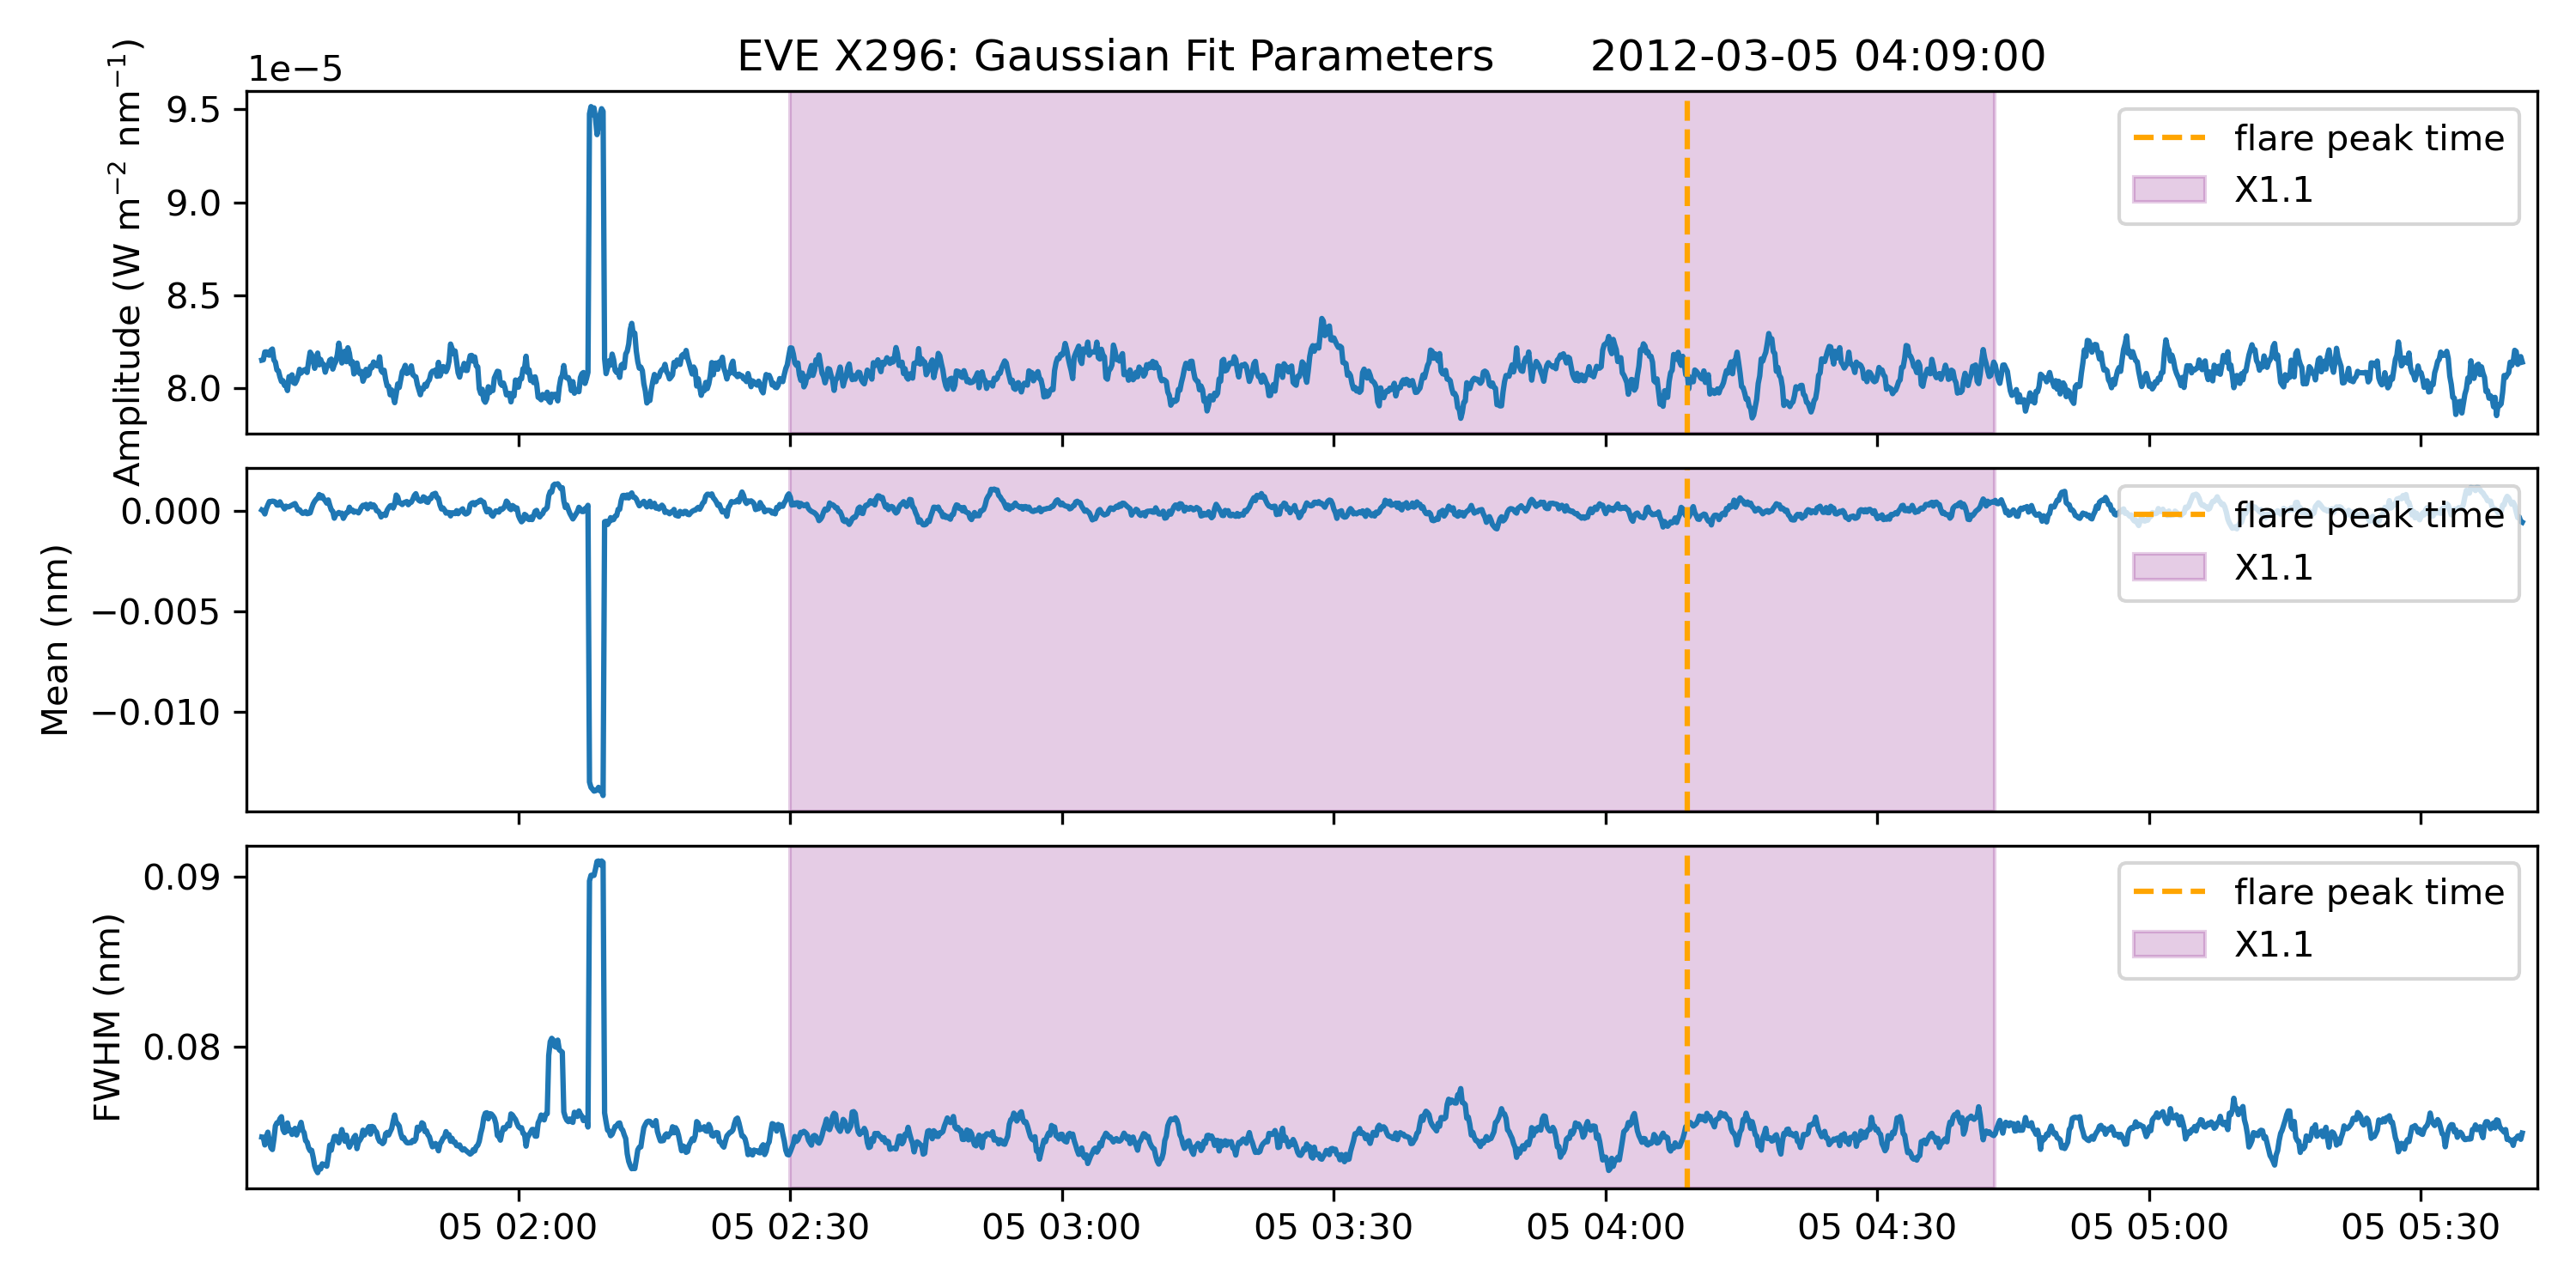 EVE X296: Gaussian Fit Parameters 2012-03-05 04:09:00
1e−5
Amplitude (W m⁻² nm⁻¹)
9.5
9.0
8.5
8.0
flare peak time
X1.1
Mean (nm)
0.000
−0.005
−0.010
flare peak time
X1.1
FWHM (nm)
0.09
0.08
flare peak time
X1.1
05 02:00 05 02:30 05 03:00 05 03:30 05 04:00 05 04:30 05 05:00 05 05:30